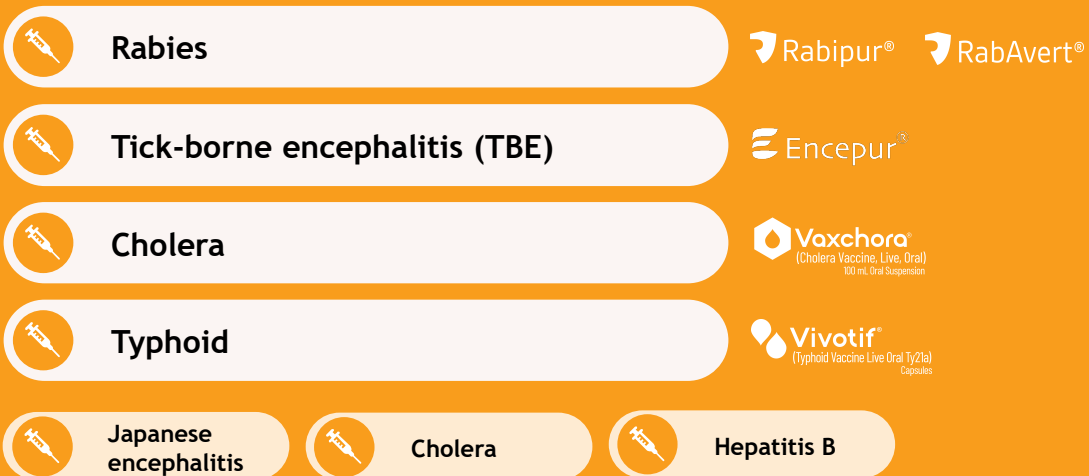 Rabies
Rabipur® RabAvert®
Tick-borne encephalitis (TBE)
Encepur®
Cholera
Vaxchora®
(Cholera Vaccine, Live, Oral)
100 mL Oral Suspension
Typhoid
Vivotif®
(Typhoid Vaccine Live Oral Ty21a)
Capsules
Japanese
encephalitis
Cholera
Hepatitis B